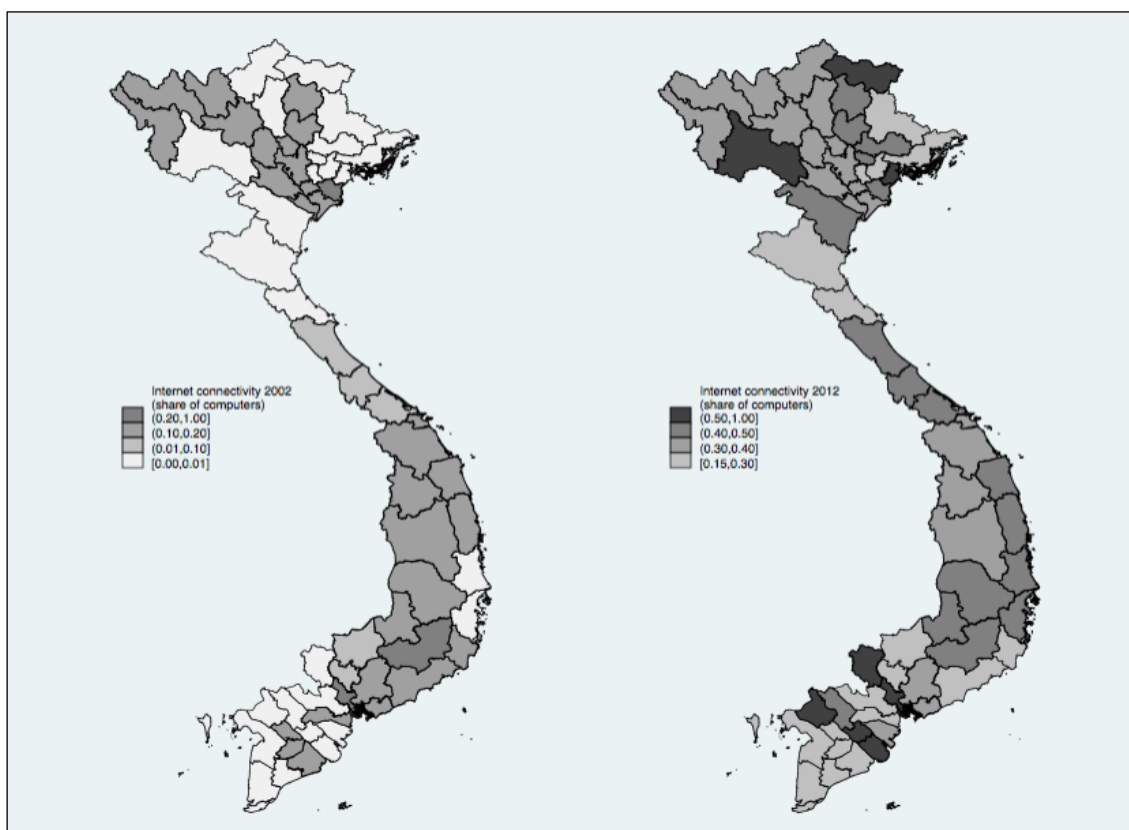 Internet connectivity 2002
(share of computers)
(0.20,1.00]
(0.10,0.20]
(0.01,0.10]
[0.00,0.01]
Internet connectivity 2012
(share of computers)
(0.50,1.00]
(0.40,0.50]
(0.30,0.40]
[0.15,0.30]